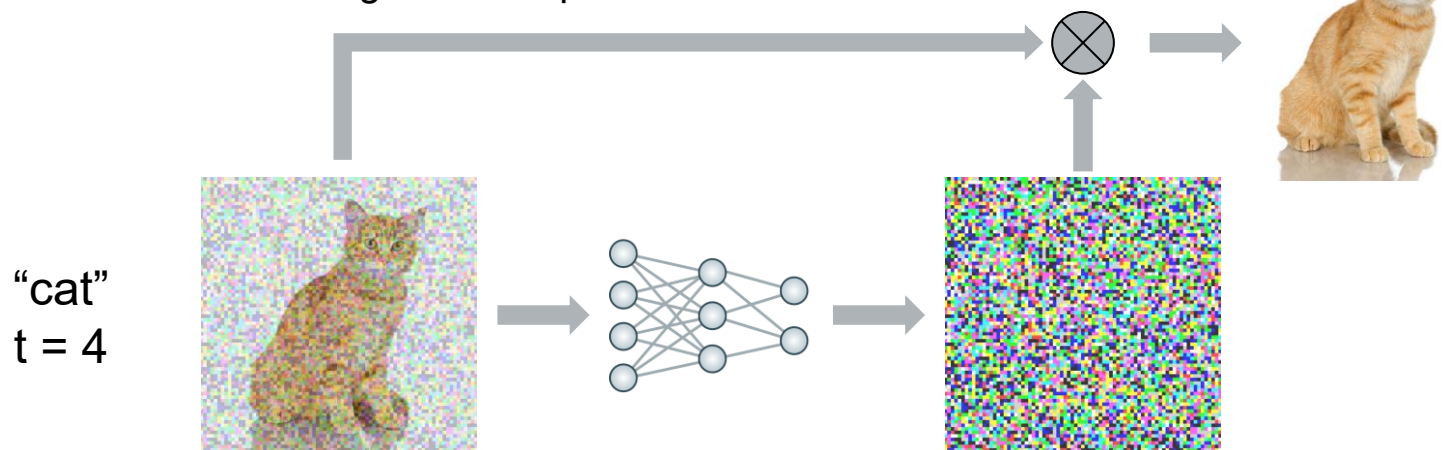 “cat”
t = 4